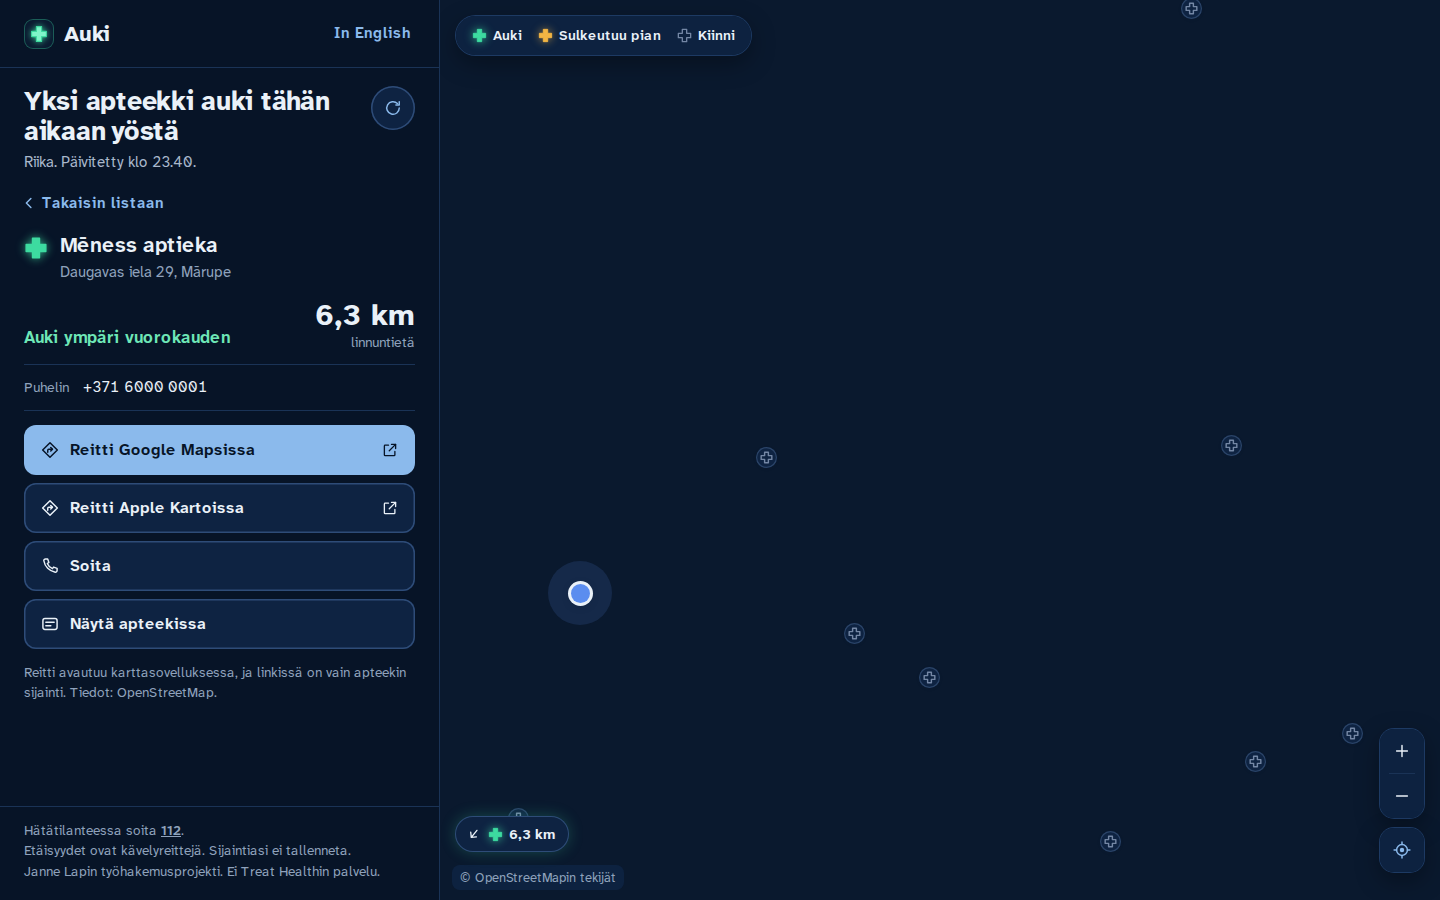 Auki
In English
Yksi apteekki auki tähän
aikaan yöstä
Riika. Päivitetty klo 23.40.
Takaisin listaan
Mēness aptieka
Daugavas iela 29, Mārupe
Auki ympäri vuorokauden
6,3 km
linnuntietä
Puhelin +371 6000 0001
Reitti Google Mapsissa
Reitti Apple Kartoissa
Soita
Näytä apteekissa
Reitti avautuu karttasovelluksessa, ja linkissä on vain apteekin
sijainti. Tiedot: OpenStreetMap.
Hätätilanteessa soita 112.
Etäisyydet ovat kävelyreittejä. Sijaintiasi ei tallenneta.
Janne Lapin työhakemusprojekti. Ei Treat Healthin palvelu.
Auki Sulkeutuu pian Kiinni
6,3 km
© OpenStreetMapin tekijät